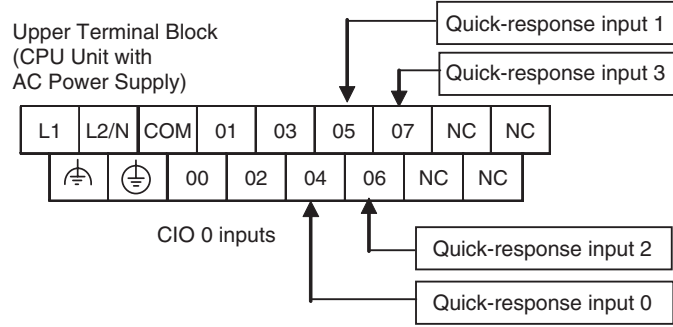 Upper Terminal Block
(CPU Unit with
AC Power Supply)
Quick-response input 1
Quick-response input 3
L1 L2/N COM 01 03 05 07 NC NC
00 02 04 06 NC NC
CIO 0 inputs
Quick-response input 2
Quick-response input 0